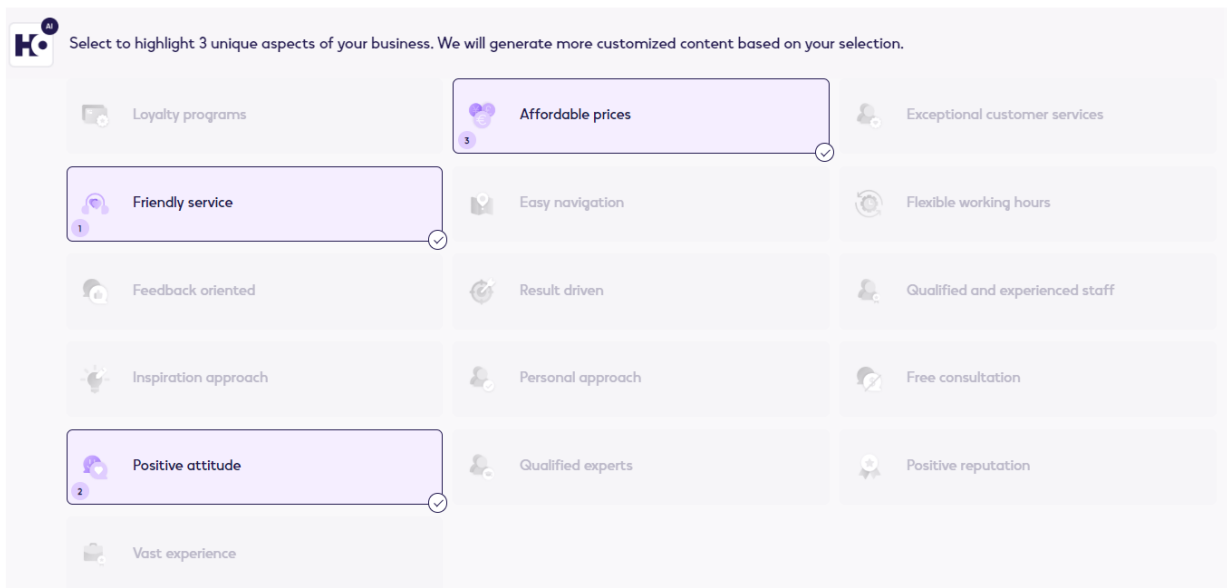 AI
HO
Select to highlight 3 unique aspects of your business. We will generate more customized content based on your selection.
Loyalty programs
Affordable prices
3
Exceptional customer services
Friendly service
1
Easy navigation
Flexible working hours
Feedback oriented
Result driven
Qualified and experienced staff
Inspiration approach
Personal approach
Free consultation
Positive attitude
2
Qualified experts
Positive reputation
Vast experience